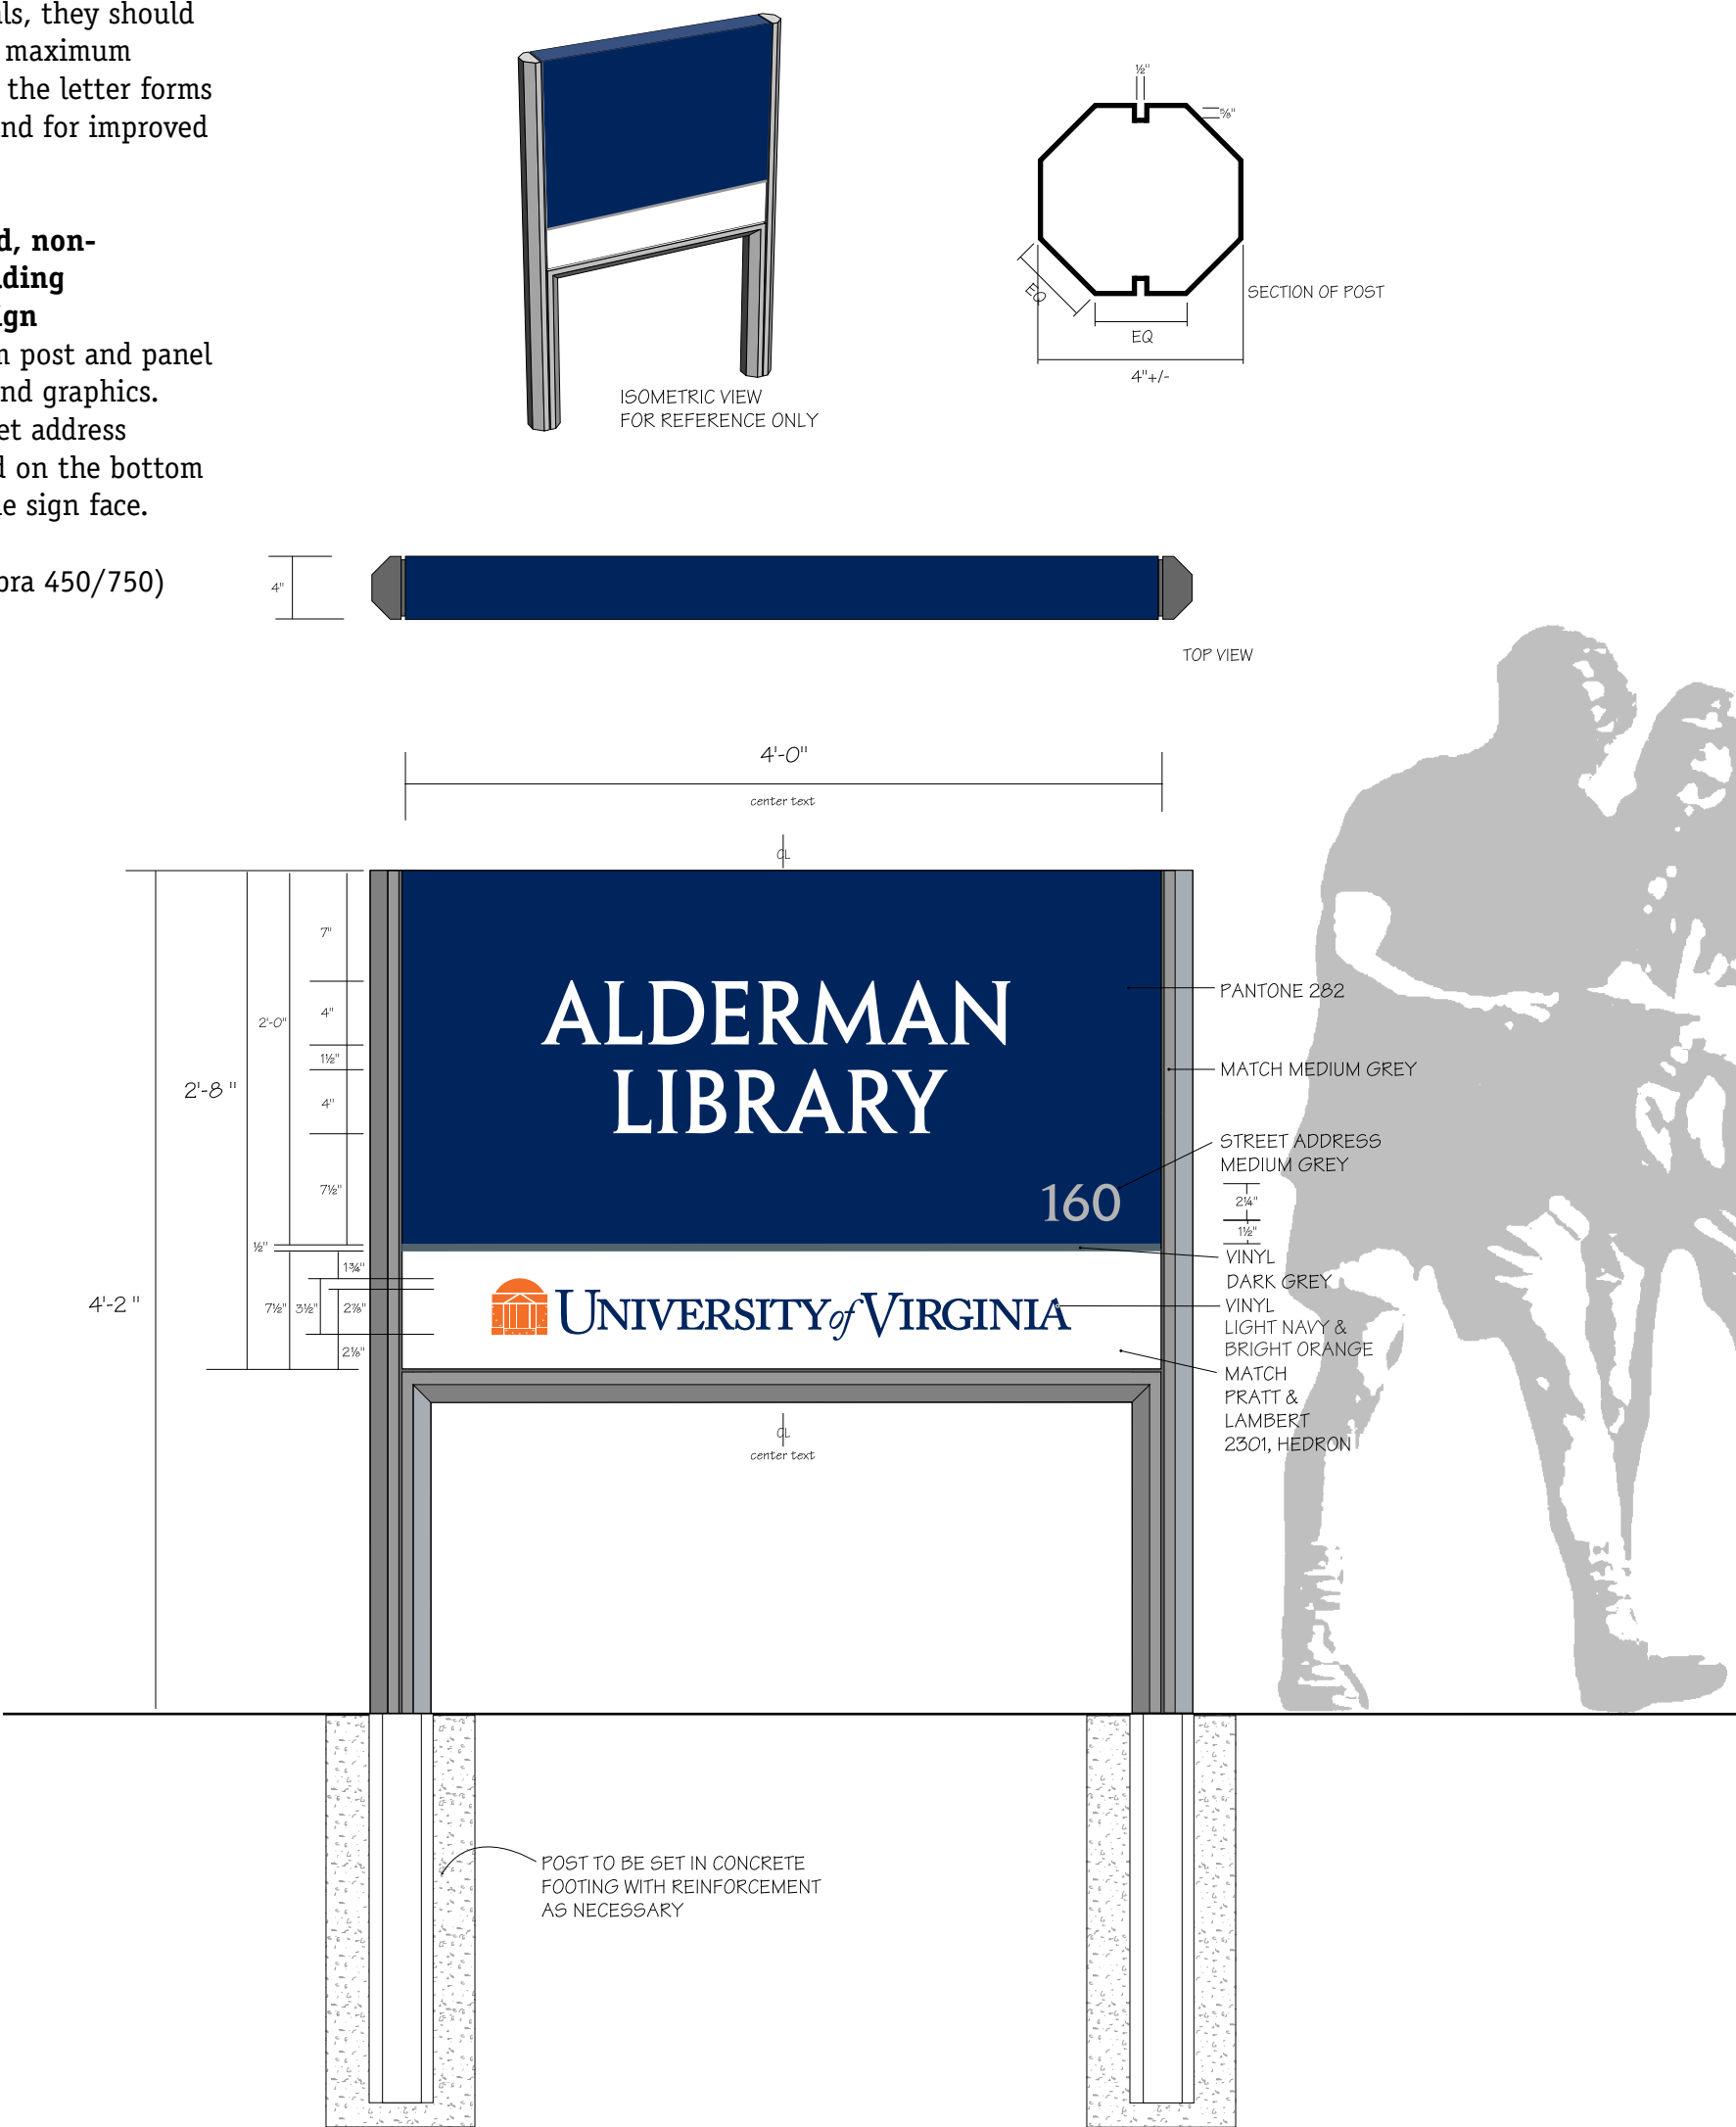 ls, they should
maximum
the letter forms
nd for improved
d, non-
ding
ign
post and panel
nd graphics.
et address
on the bottom
e sign face.
bra 450/750)
ISOMETRIC VIEW
FOR REFERENCE ONLY
½"
⅝"
EQ
EQ
4"+/-
SECTION OF POST
4"
TOP VIEW
4'-0"
center text
CL
7"
4"
1½"
4"
7½"
2'-0"
2'-8 "
½"
1¾"
7½"
3½"
2⅞"
2⅛"
4'-2 "
ALDERMAN
LIBRARY
160
UNIVERSITY of VIRGINIA
PANTONE 282
MATCH MEDIUM GREY
STREET ADDRESS
MEDIUM GREY
2¼"
1½"
VINYL
DARK GREY
VINYL
LIGHT NAVY &
BRIGHT ORANGE
MATCH
PRATT &
LAMBERT
2301, HEDRON
CL
center text
POST TO BE SET IN CONCRETE
FOOTING WITH REINFORCEMENT
AS NECESSARY